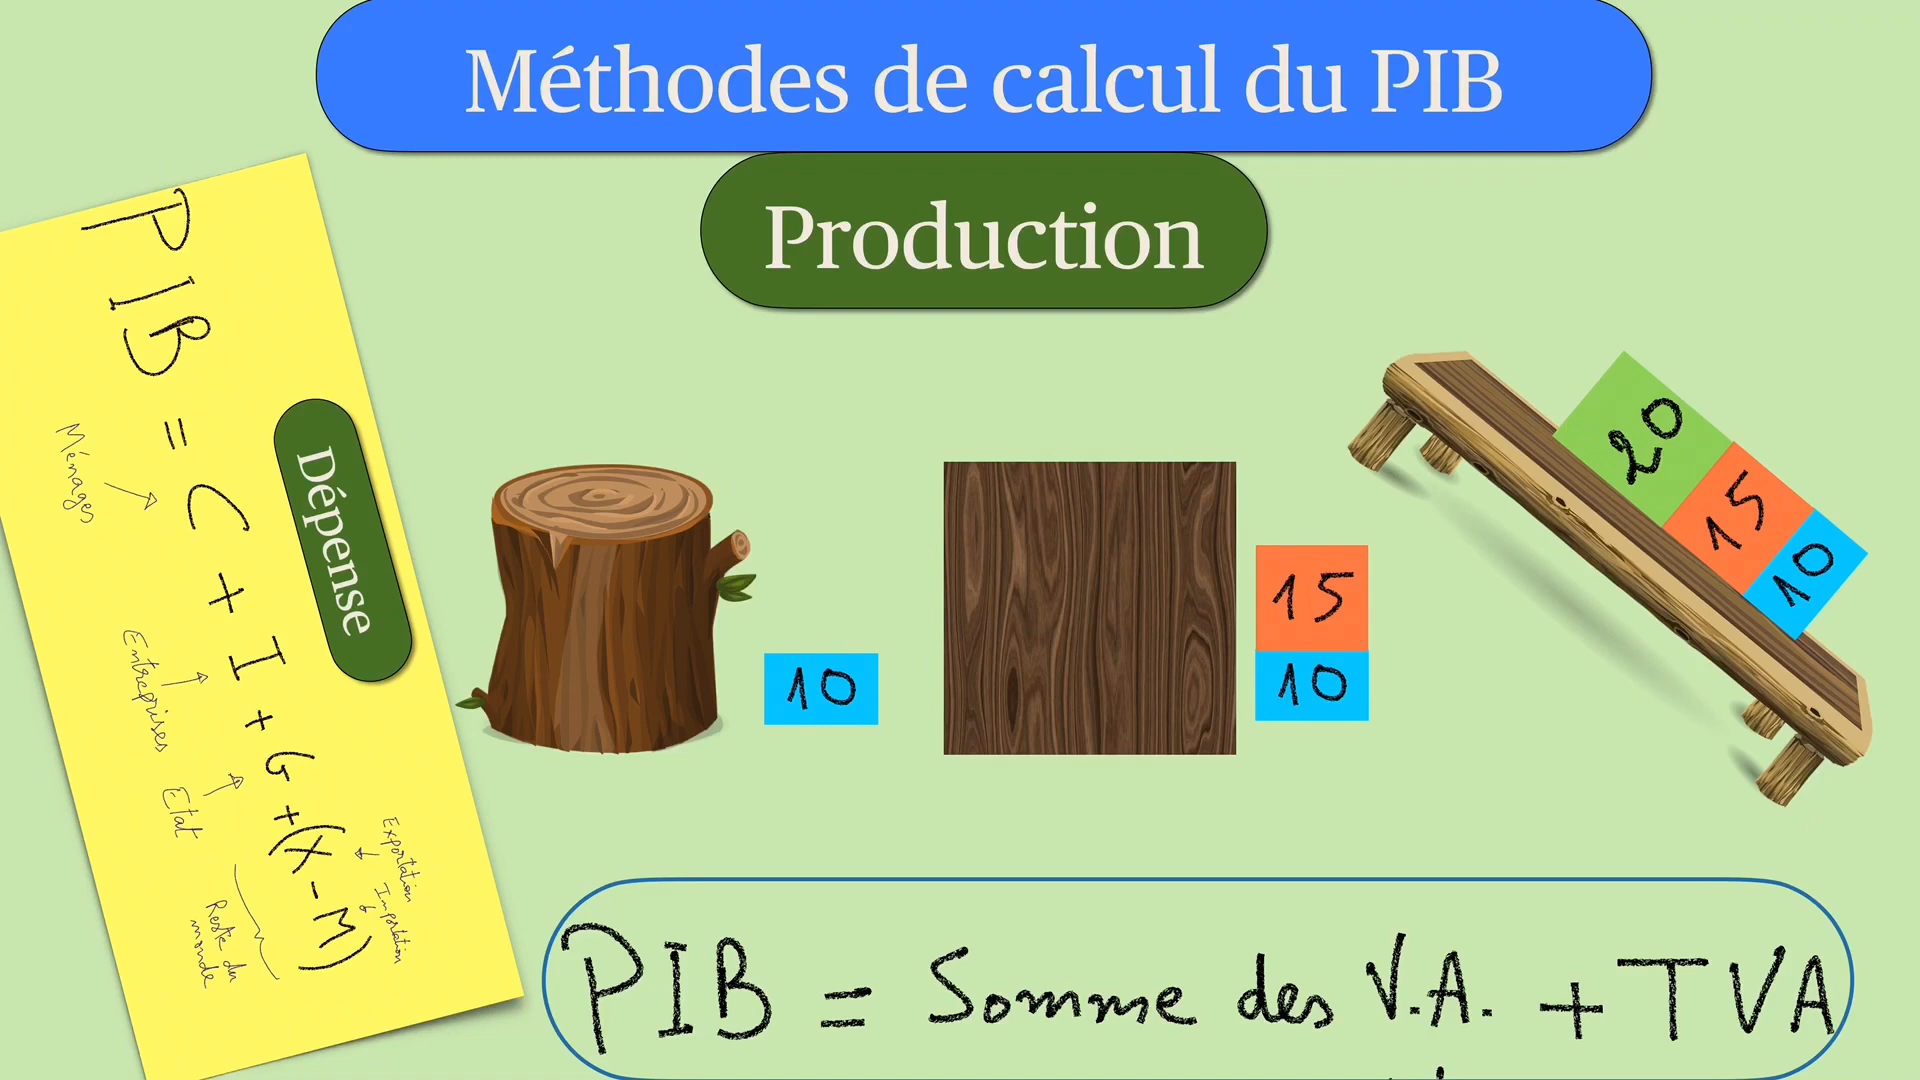 Méthodes de calcul du PIB
Production
PIB = C + I + G + (X - M)
Dépense
Ménages
Entreprises
Etat
Exportation
Importation
Reste du
monde
10
15
10
20
15
10
PIB = Somme des V.A. + TVA